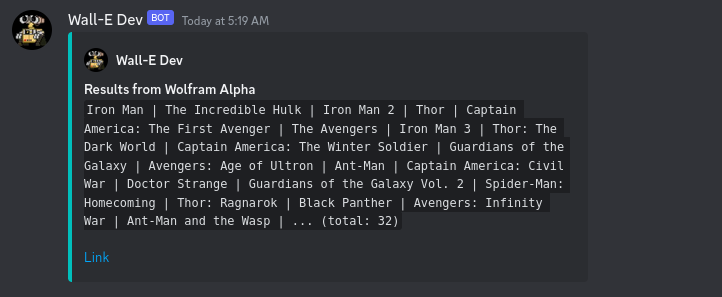 Wall-E Dev BOT Today at 5:19 AM
Wall-E Dev
Results from Wolfram Alpha
Iron Man | The Incredible Hulk | Iron Man 2 | Thor | Captain
America: The First Avenger | The Avengers | Iron Man 3 | Thor: The
Dark World | Captain America: The Winter Soldier | Guardians of the
Galaxy | Avengers: Age of Ultron | Ant-Man | Captain America: Civil
War | Doctor Strange | Guardians of the Galaxy Vol. 2 | Spider-Man:
Homecoming | Thor: Ragnarok | Black Panther | Avengers: Infinity
War | Ant-Man and the Wasp | ... (total: 32)
Link